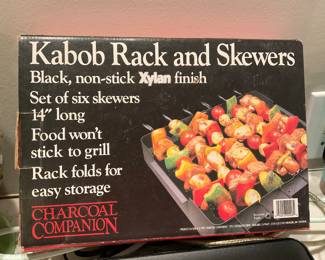 Kabob Rack and Skewers
Black, non-stick Xylan finish
Set of six skewers
14" long
Food won't
stick to grill
Rack folds for
easy storage
CHARCOAL
COMPANION